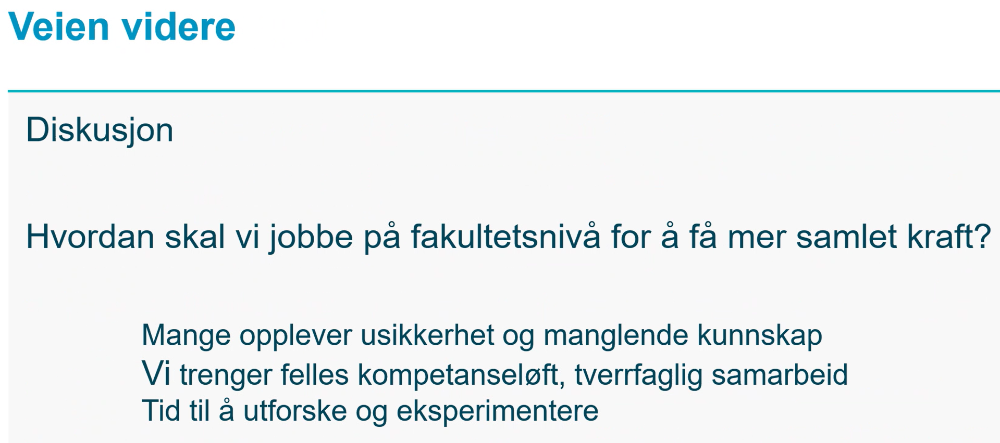 Veien videre
Diskusjon
Hvordan skal vi jobbe på fakultetsnivå for å få mer samlet kraft?
Mange opplever usikkerhet og manglende kunnskap
Vi trenger felles kompetanseløft, tverrfaglig samarbeid
Tid til å utforske og eksperimentere